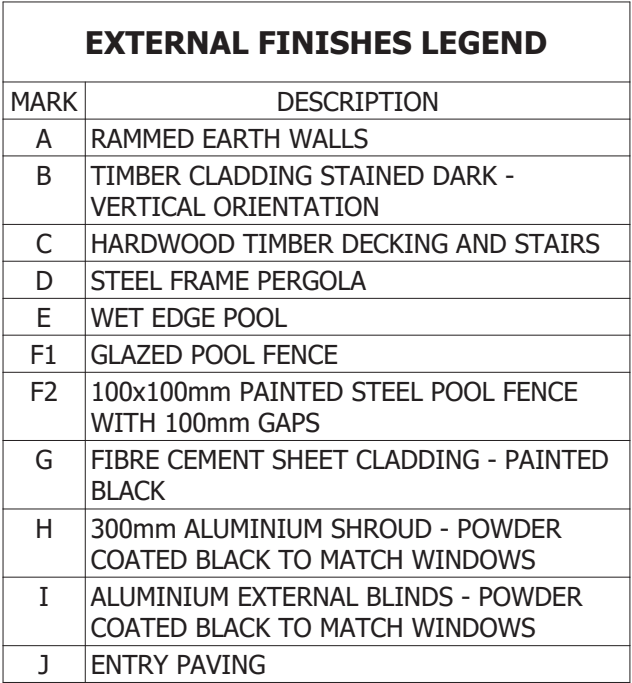 EXTERNAL FINISHES LEGEND
MARK DESCRIPTION
A RAMMED EARTH WALLS
B TIMBER CLADDING STAINED DARK -
VERTICAL ORIENTATION
C HARDWOOD TIMBER DECKING AND STAIRS
D STEEL FRAME PERGOLA
E WET EDGE POOL
F1 GLAZED POOL FENCE
F2 100x100mm PAINTED STEEL POOL FENCE
WITH 100mm GAPS
G FIBRE CEMENT SHEET CLADDING - PAINTED
BLACK
H 300mm ALUMINIUM SHROUD - POWDER
COATED BLACK TO MATCH WINDOWS
I ALUMINIUM EXTERNAL BLINDS - POWDER
COATED BLACK TO MATCH WINDOWS
J ENTRY PAVING